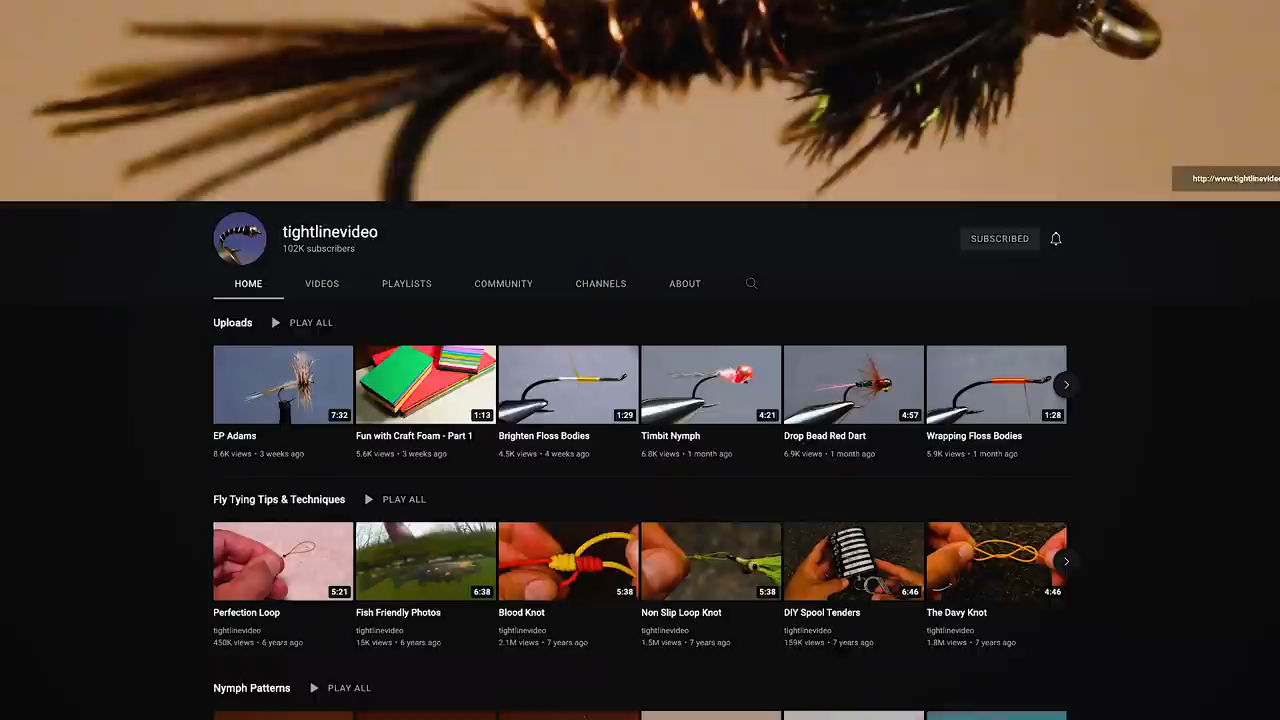 http://www.tightlinevideo
tightlinevideo
102K subscribers
SUBSCRIBED
HOME VIDEOS PLAYLISTS COMMUNITY CHANNELS ABOUT
Uploads PLAY ALL
7:32 1:13 1:29 4:21 4:57 1:28
EP Adams Fun with Craft Foam - Part 1 Brighten Floss Bodies Timbit Nymph Drop Bead Red Dart Wrapping Floss Bodies
8.6K views • 3 weeks ago 5.6K views • 3 weeks ago 4.5K views • 4 weeks ago 6.8K views • 1 month ago 6.9K views • 1 month ago 5.9K views • 1 month ago
Fly Tying Tips & Techniques PLAY ALL
5:21 6:38 5:38 5:38 6:46 4:46
Perfection Loop Fish Friendly Photos Blood Knot Non Slip Loop Knot DIY Spool Tenders The Davy Knot
tightlinevideo tightlinevideo tightlinevideo tightlinevideo tightlinevideo tightlinevideo
450K views • 6 years ago 15K views • 6 years ago 2.1M views • 7 years ago 1.5M views • 7 years ago 159K views • 7 years ago 1.8M views • 7 years ago
Nymph Patterns PLAY ALL